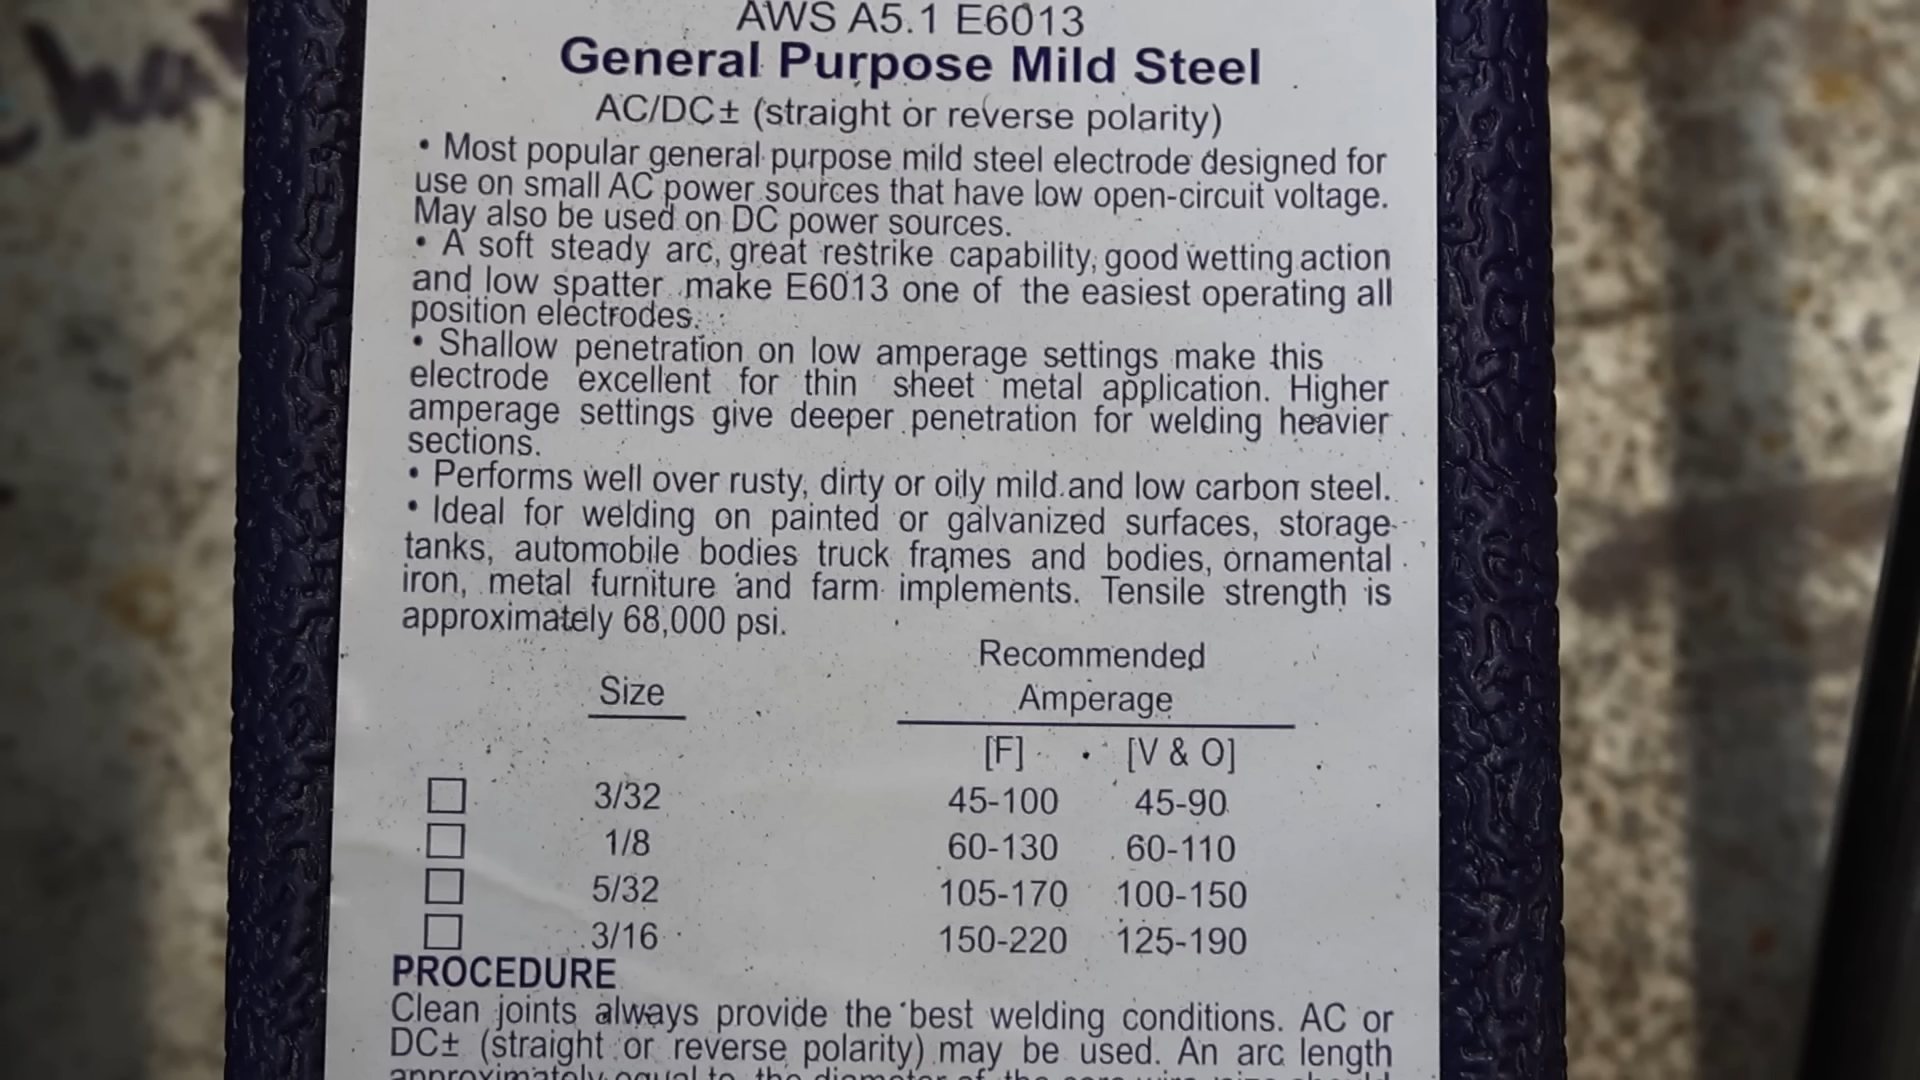 AWS A5.1 E6013
General Purpose Mild Steel
AC/DC± (straight or reverse polarity)
• Most popular general purpose mild steel electrode designed for
use on small AC power sources that have low open-circuit voltage.
May also be used on DC power sources.
• A soft steady arc, great restrike capability, good wetting action
and low spatter make E6013 one of the easiest operating all
position electrodes.
• Shallow penetration on low amperage settings make this
electrode excellent for thin sheet metal application. Higher
amperage settings give deeper penetration for welding heavier
sections.
• Performs well over rusty, dirty or oily mild and low carbon steel.
• Ideal for welding on painted or galvanized surfaces, storage
tanks, automobile bodies truck frames and bodies, ornamental
iron, metal furniture and farm implements. Tensile strength is
approximately 68,000 psi.
Recommended
Size Amperage
[F] [V & O]
3/32 45-100 45-90
1/8 60-130 60-110
5/32 105-170 100-150
3/16 150-220 125-190
PROCEDURE
Clean joints always provide the best welding conditions. AC or
DC± (straight or reverse polarity) may be used. An arc length
approximately equal to the diameter of the core wire